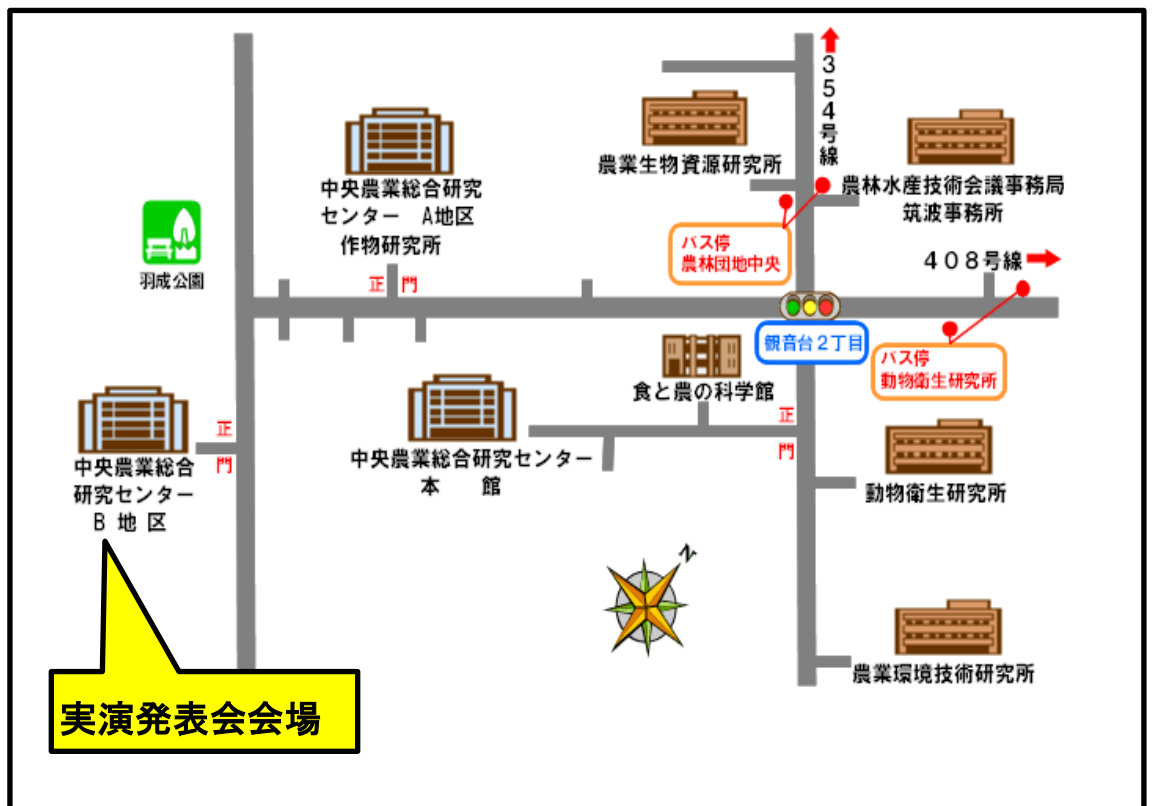 354号線
農業生物資源研究所
農林水産技術会議事務局
筑波事務所
中央農業総合研究
センター　A地区
作物研究所
バス停
農林団地中央
羽成公園
408号線
正門
観音台2丁目
バス停
動物衛生研究所
食と農の科学館
正門
正門
中央農業総合研究センター
本　館
中央農業総合
研究センター
B 地 区
動物衛生研究所
N
農業環境技術研究所
実演発表会会場